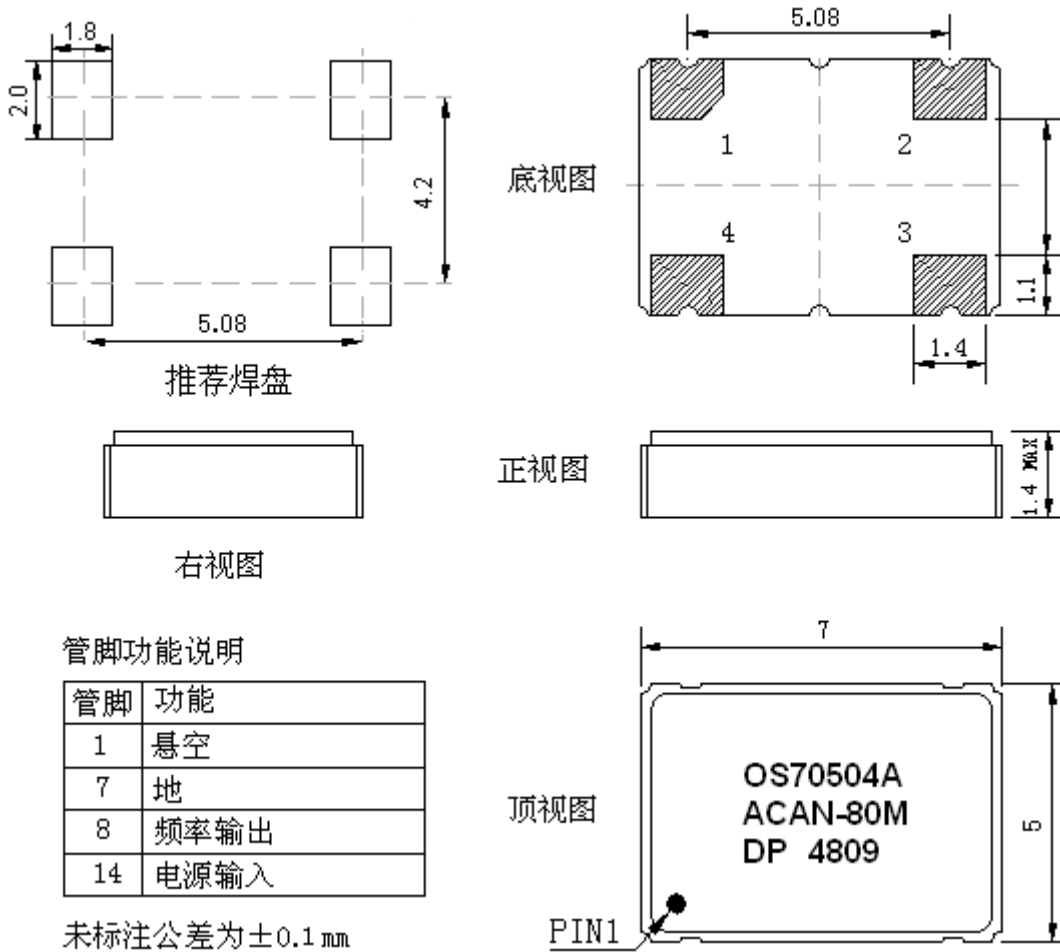 1.8
2.0
4.2
5.08
推荐焊盘
5.08
底视图
1
2
4
3
1.1
1.4
右视图
正视图
1.4 MAX
管脚功能说明
管脚 功能
1 悬空
7 地
8 频率输出
14 电源输入
未标注公差为±0.1mm
顶视图
7
5
OS70504A
ACAN-80M
DP 4809
PIN1